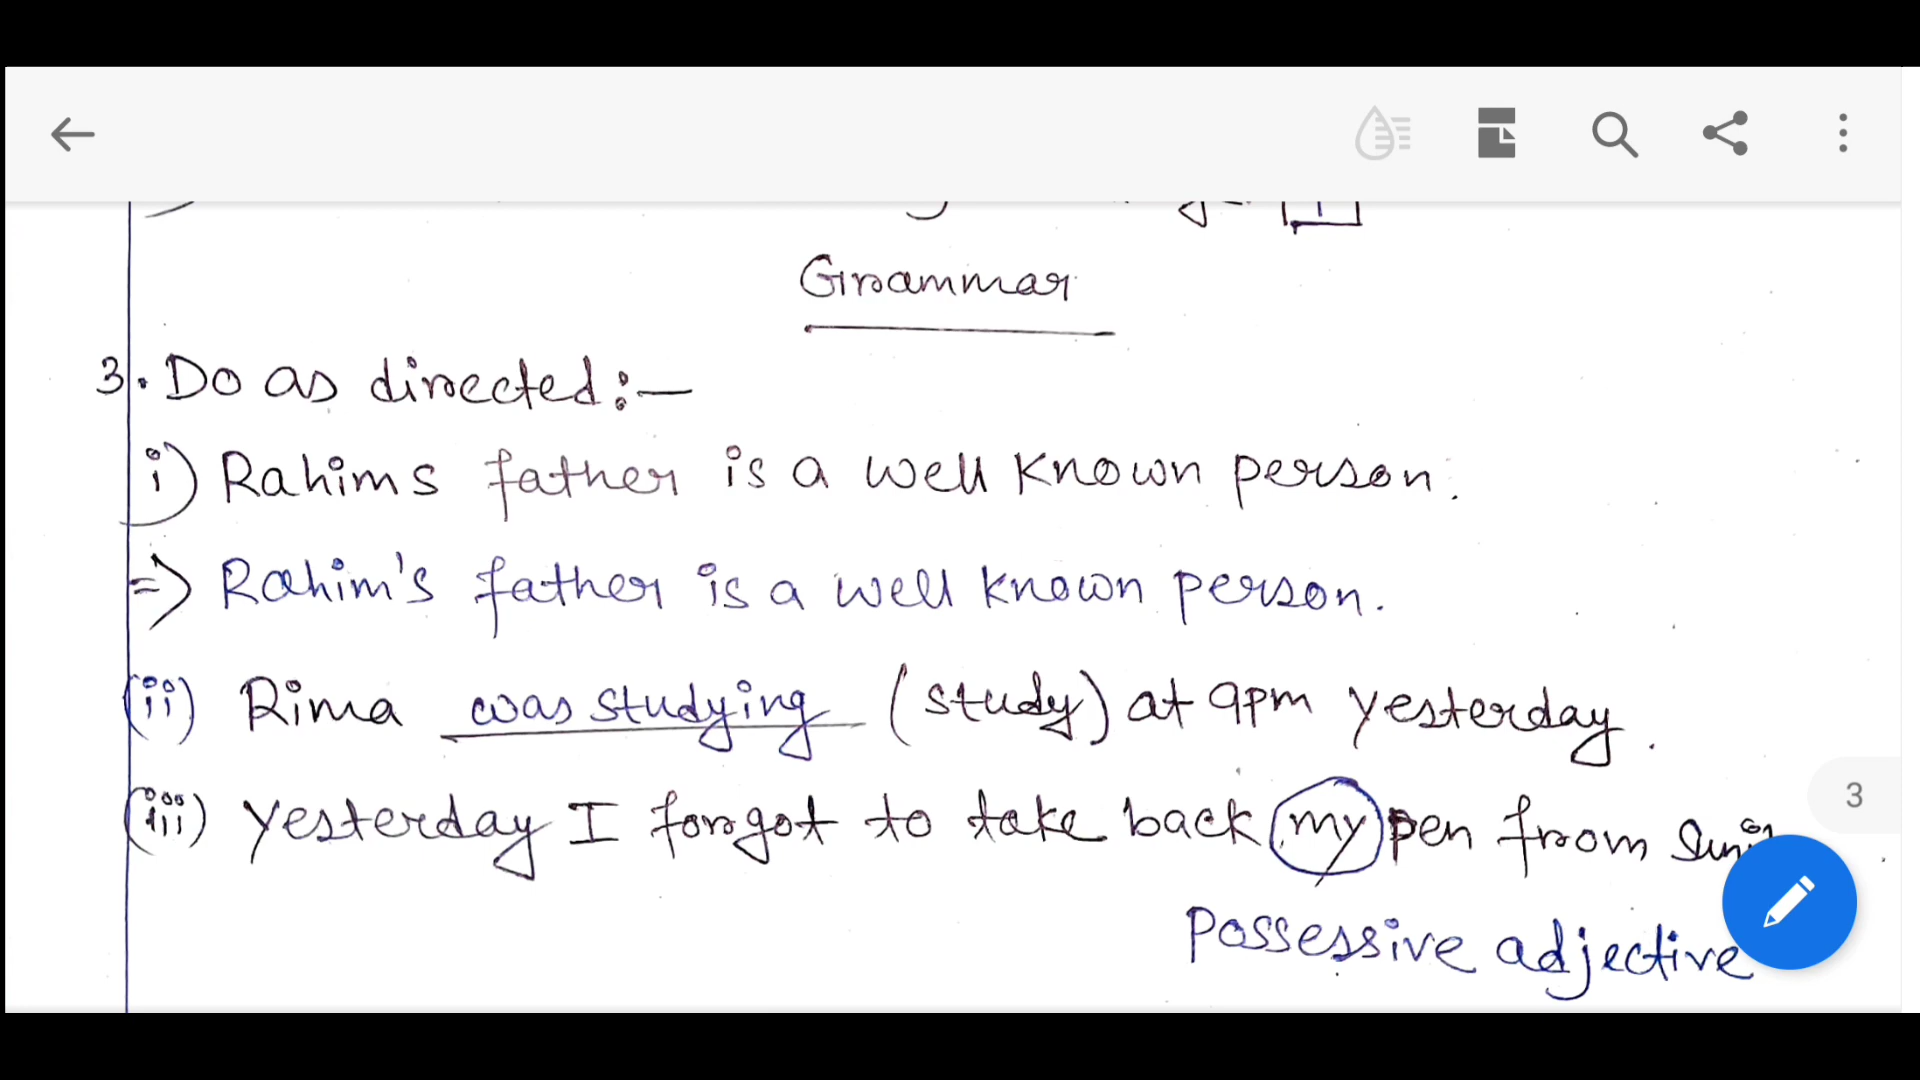 Grammar
3. Do as directed:—
i) Rahims father is a well known person.
=> Rahim's father is a well known person.
(ii) Rima was studying (study) at 9pm yesterday.
(iii) yesterday I forgot to take back my pen from
3
Possessive adjective